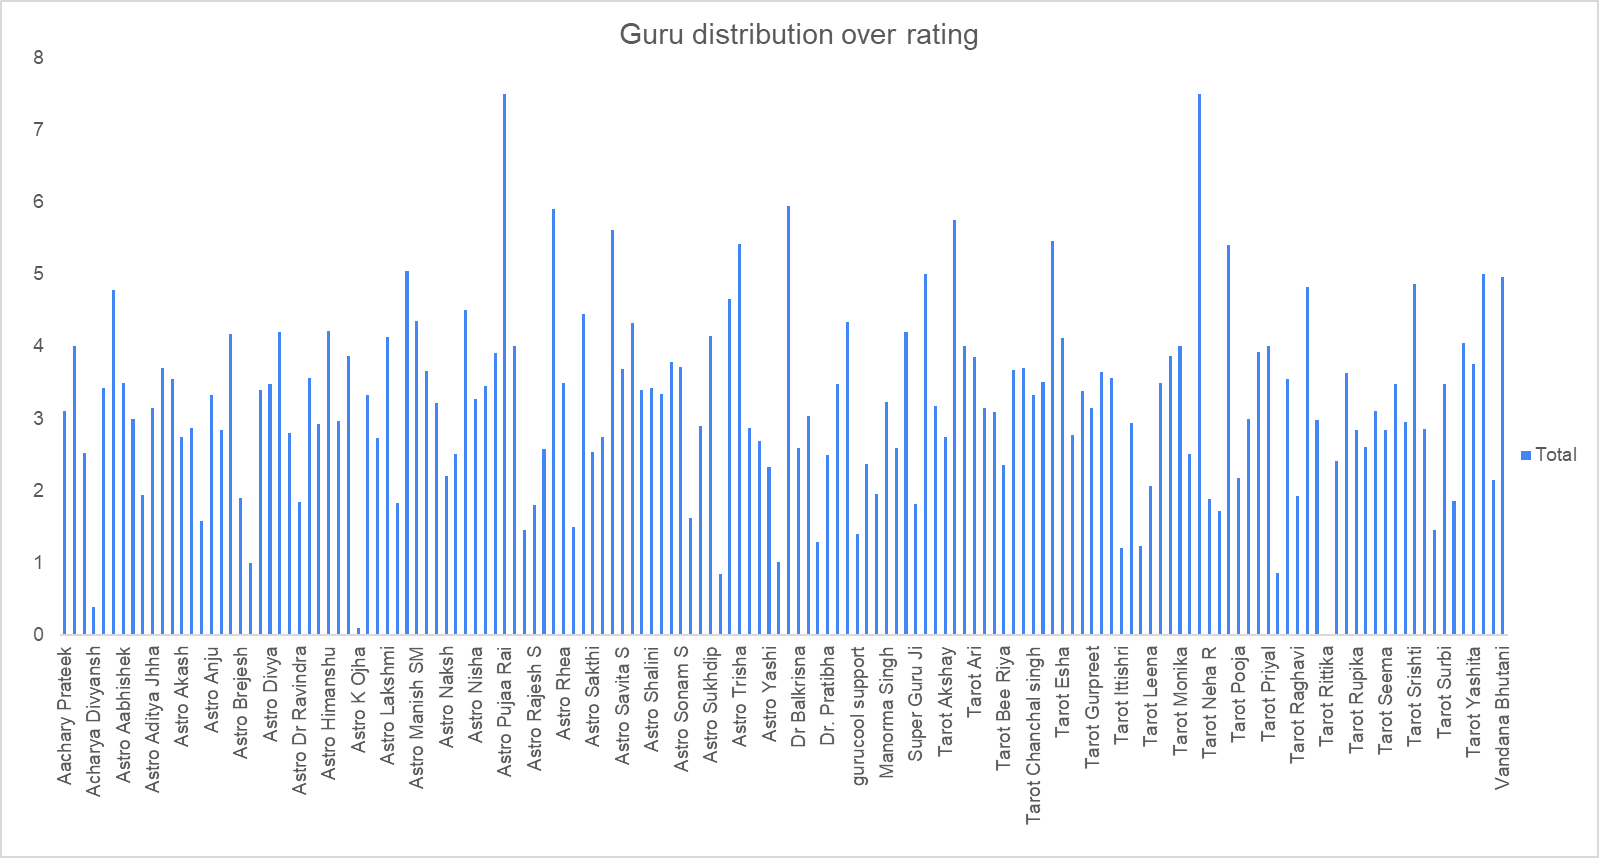 Guru distribution over rating
8
7
6
5
4
3
2
1
0
Total
Aachary Prateek
Acharya Divyansh
Astro Aabhishek
Astro Aditya Jhha
Astro Akash
Astro Anju
Astro Brejesh
Astro Divya
Astro Dr Ravindra
Astro Himanshu
Astro K Ojha
Astro Lakshmi
Astro Manish SM
Astro Naksh
Astro Nisha
Astro Pujaa Rai
Astro Rajesh S
Astro Rhea
Astro Sakthi
Astro Savita S
Astro Shalini
Astro Sonam S
Astro Sukhdip
Astro Trisha
Astro Yashi
Dr Balkrisna
Dr. Pratibha
gurucool support
Manorma Singh
Super Guru Ji
Tarot Akshay
Tarot Ari
Tarot Bee Riya
Tarot Chanchal singh
Tarot Esha
Tarot Gurpreet
Tarot Ittishri
Tarot Leena
Tarot Monika
Tarot Neha R
Tarot Pooja
Tarot Priyal
Tarot Raghavi
Tarot Rittika
Tarot Rupika
Tarot Seema
Tarot Srishti
Tarot Surbi
Tarot Yashita
Vandana Bhutani